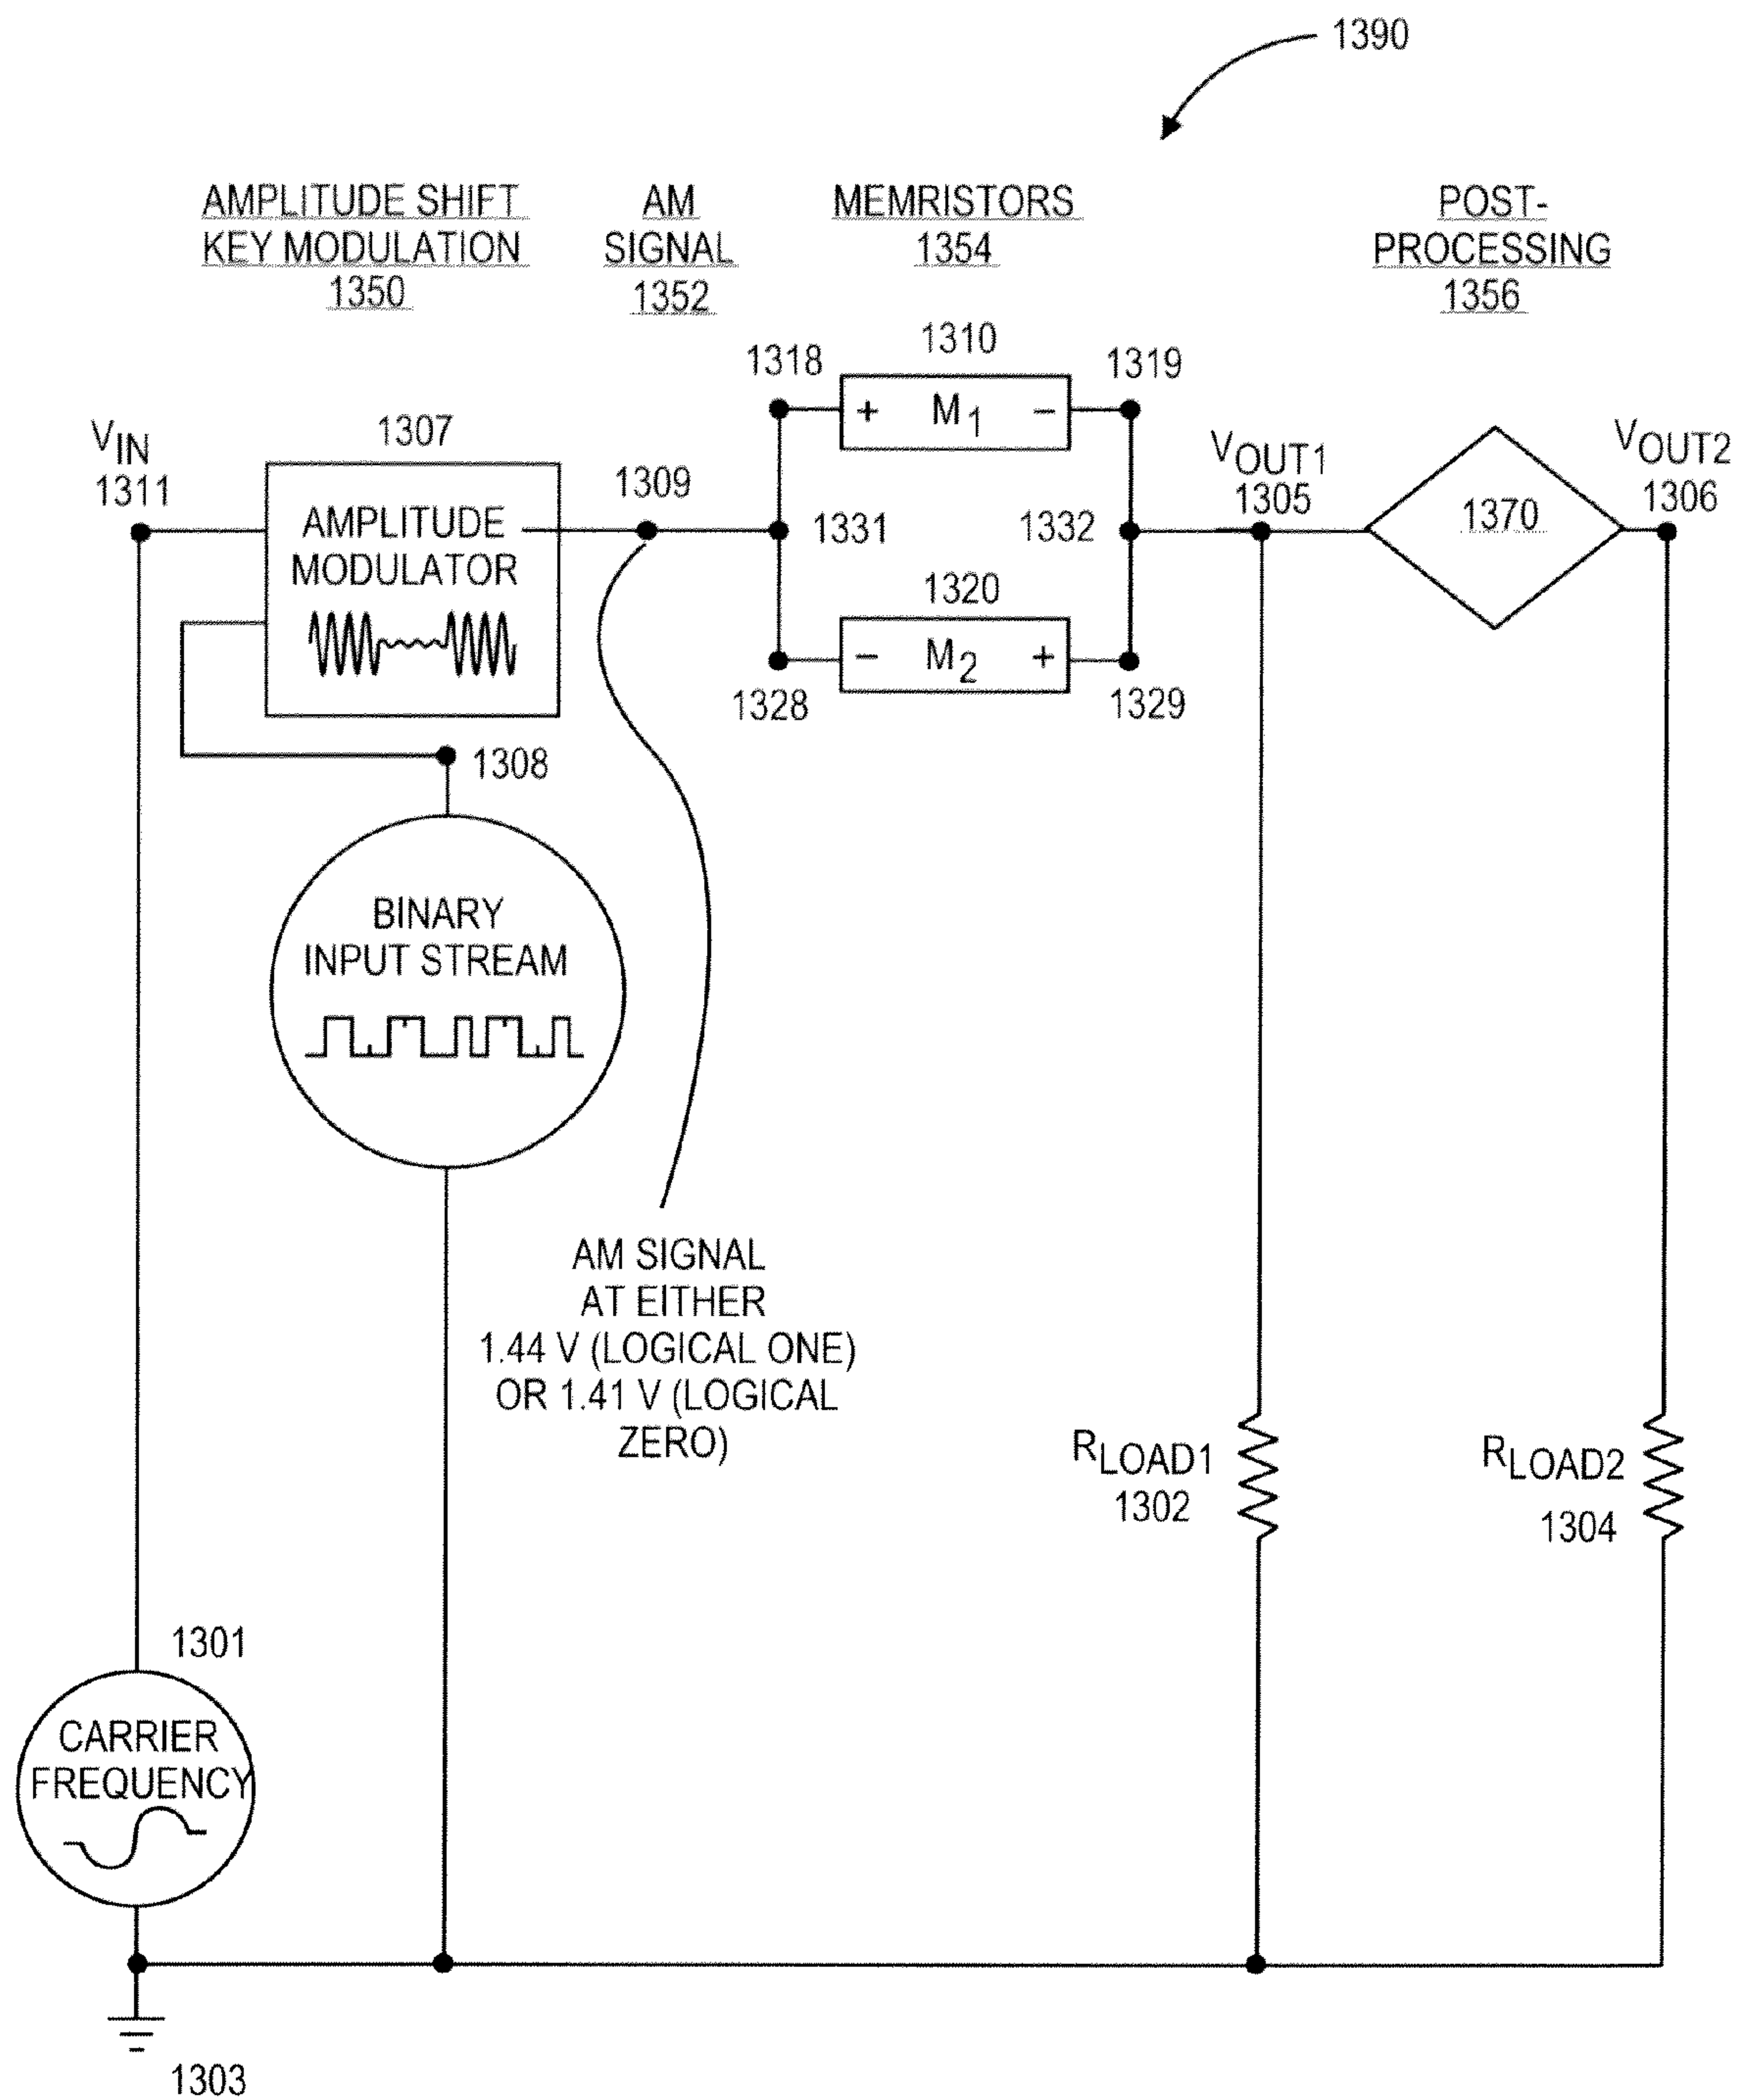 1390
AMPLITUDE SHIFT
KEY MODULATION
1350
AM
SIGNAL
1352
MEMRISTORS
1354
POST-
PROCESSING
1356
1310
1318
1319
+ M1 −
VIN
1311
1307
AMPLITUDE
MODULATOR
1309
1331
1332
VOUT1
1305
1370
VOUT2
1306
1320
− M2 +
1328
1329
1308
BINARY
INPUT STREAM
AM SIGNAL
AT EITHER
1.44 V (LOGICAL ONE)
OR 1.41 V (LOGICAL
ZERO)
RLOAD1
1302
RLOAD2
1304
1301
CARRIER
FREQUENCY
1303